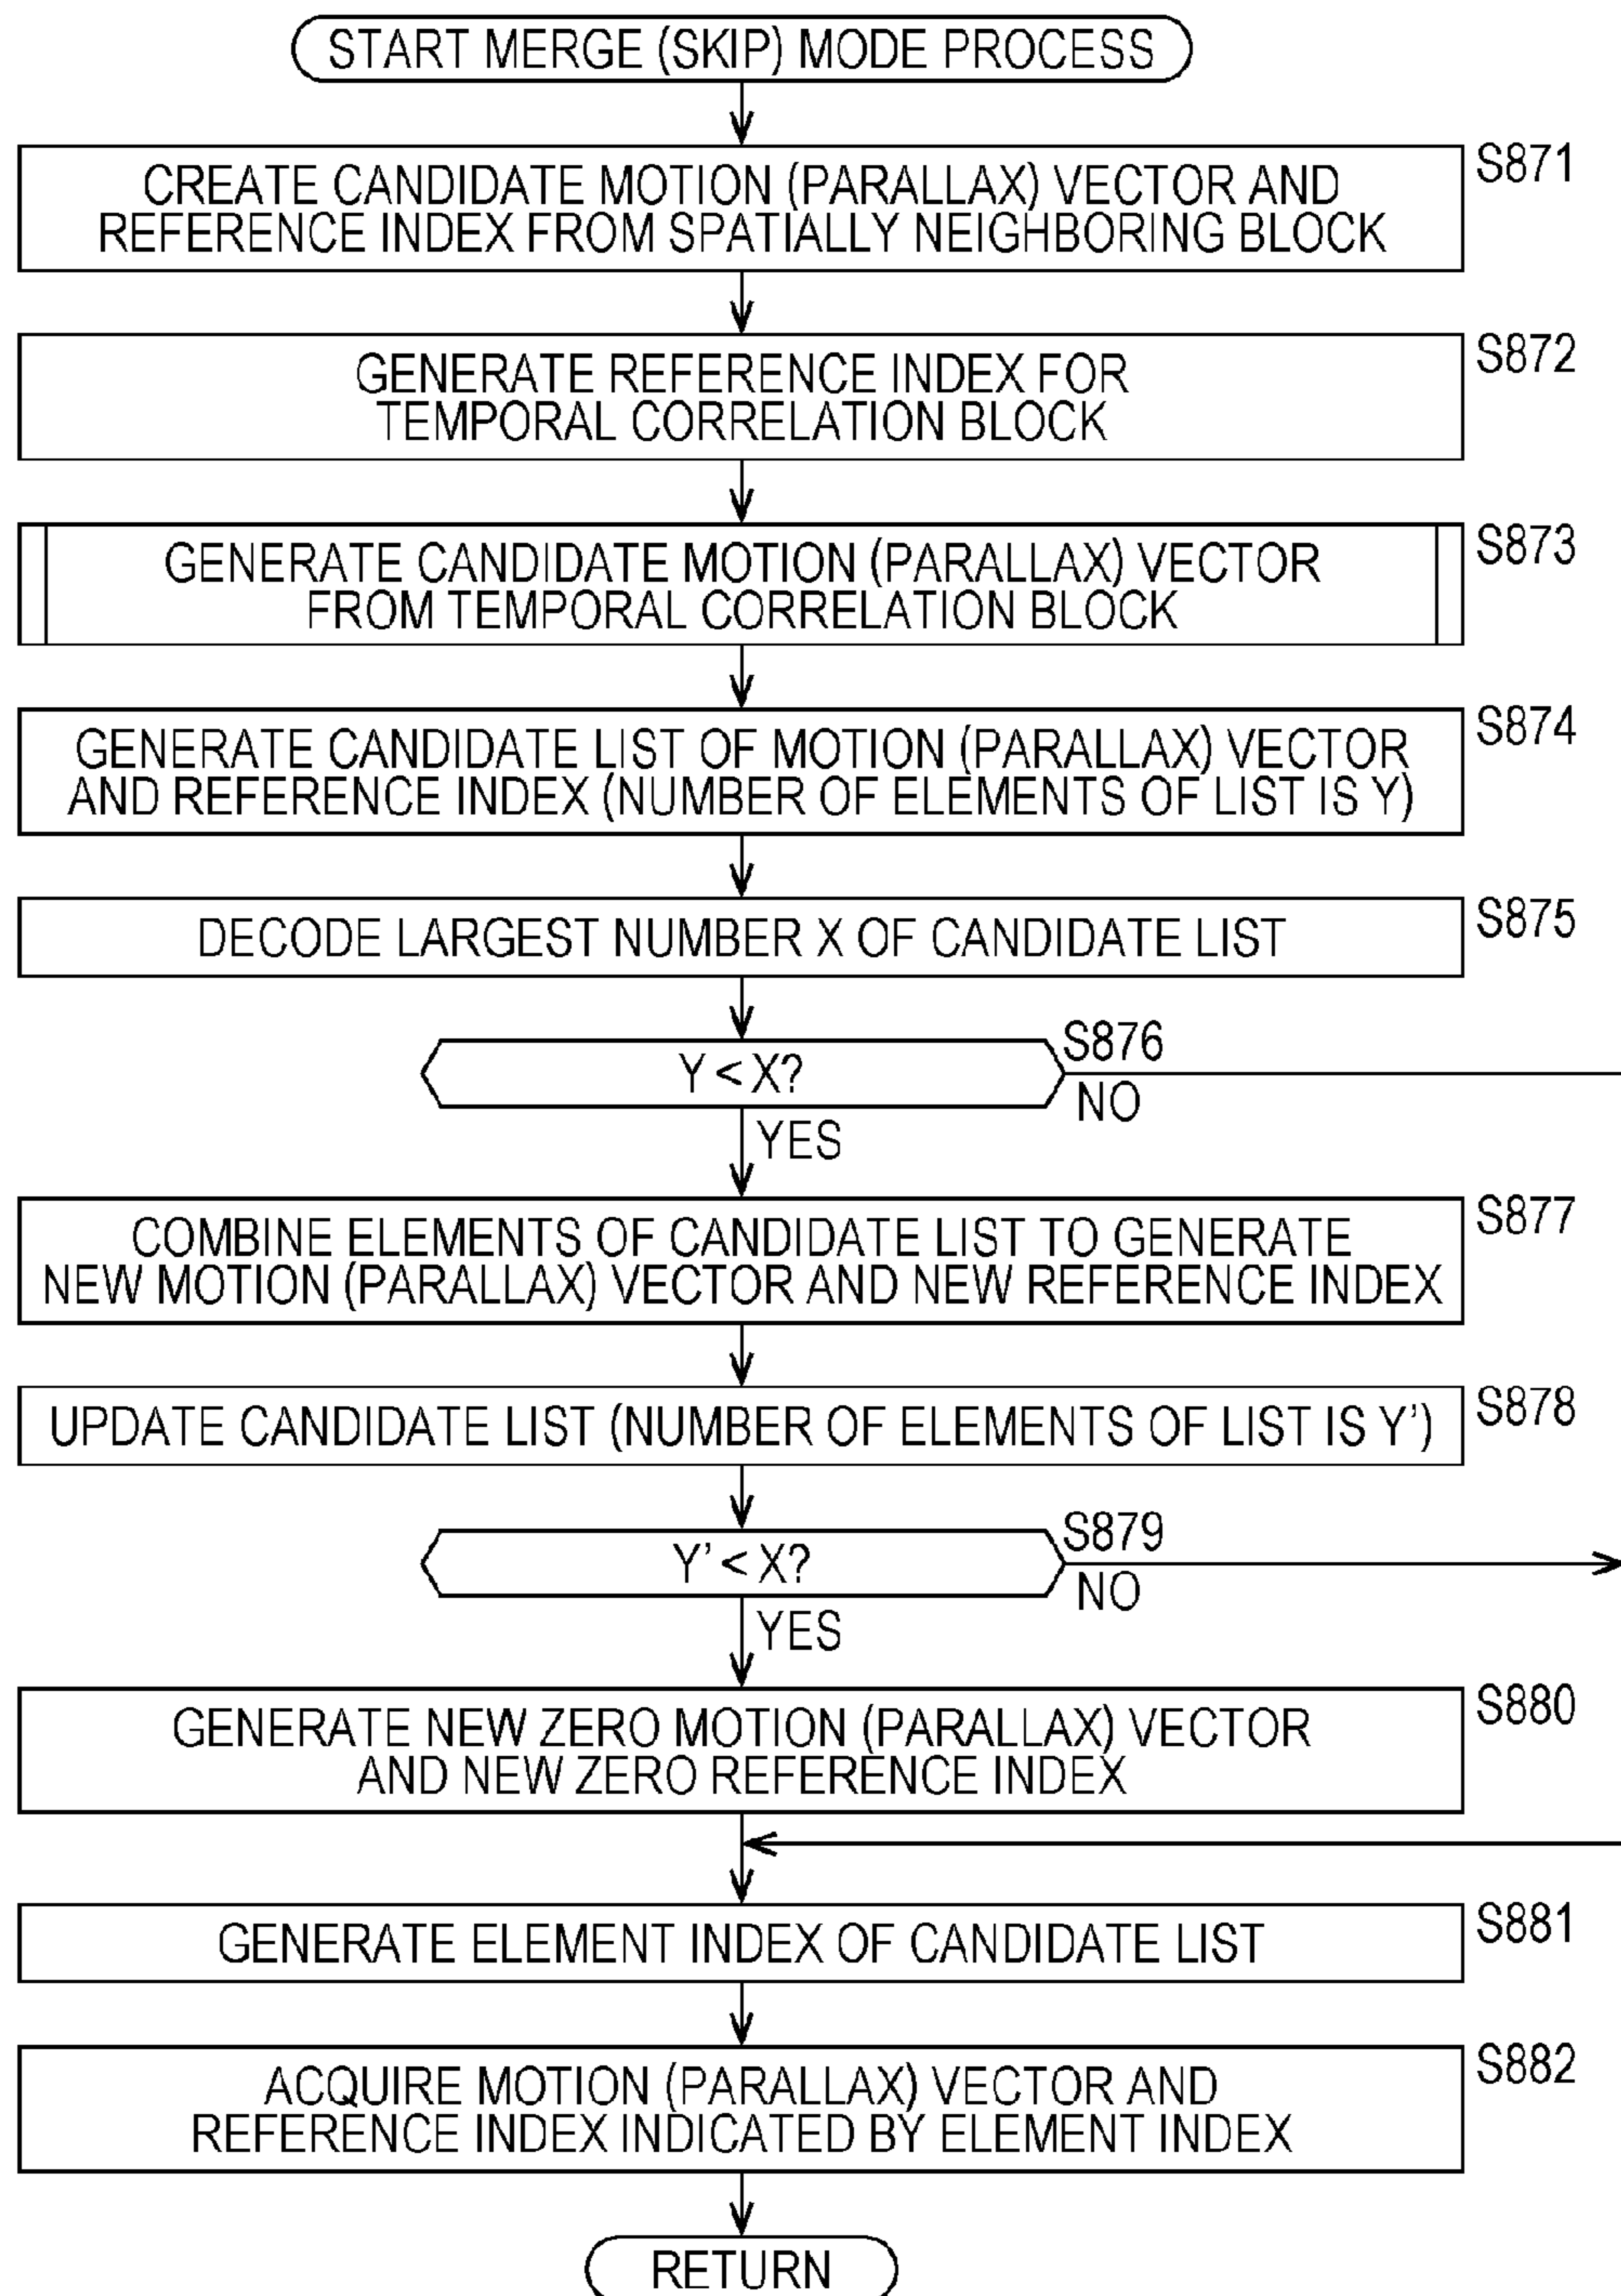 START MERGE (SKIP) MODE PROCESS
S871
CREATE CANDIDATE MOTION (PARALLAX) VECTOR AND
REFERENCE INDEX FROM SPATIALLY NEIGHBORING BLOCK
S872
GENERATE REFERENCE INDEX FOR
TEMPORAL CORRELATION BLOCK
S873
GENERATE CANDIDATE MOTION (PARALLAX) VECTOR
FROM TEMPORAL CORRELATION BLOCK
S874
GENERATE CANDIDATE LIST OF MOTION (PARALLAX) VECTOR
AND REFERENCE INDEX (NUMBER OF ELEMENTS OF LIST IS Y)
S875
DECODE LARGEST NUMBER X OF CANDIDATE LIST
S876
Y < X?
NO
YES
S877
COMBINE ELEMENTS OF CANDIDATE LIST TO GENERATE
NEW MOTION (PARALLAX) VECTOR AND NEW REFERENCE INDEX
S878
UPDATE CANDIDATE LIST (NUMBER OF ELEMENTS OF LIST IS Y')
S879
Y' < X?
NO
YES
S880
GENERATE NEW ZERO MOTION (PARALLAX) VECTOR
AND NEW ZERO REFERENCE INDEX
S881
GENERATE ELEMENT INDEX OF CANDIDATE LIST
S882
ACQUIRE MOTION (PARALLAX) VECTOR AND
REFERENCE INDEX INDICATED BY ELEMENT INDEX
RETURN